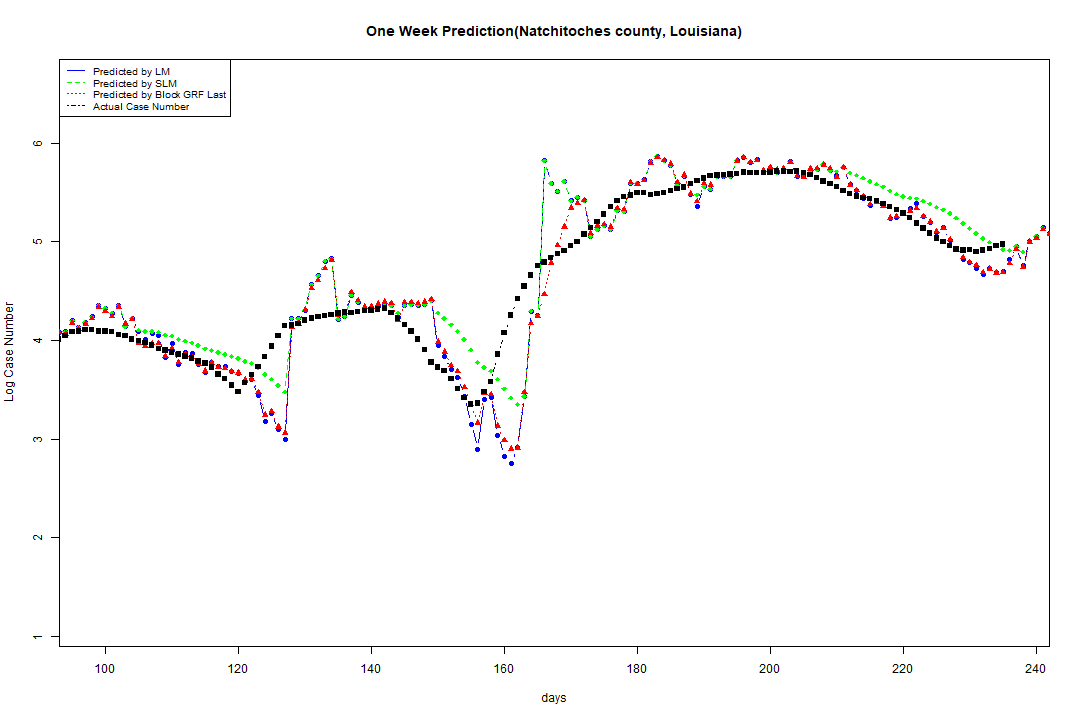 One Week Prediction(Natchitoches county, Louisiana)
Predicted by LM
Predicted by SLM
Predicted by Block GRF Last
Actual Case Number
Log Case Number
6
5
4
3
2
1
100 120 140 160 180 200 220 240
days